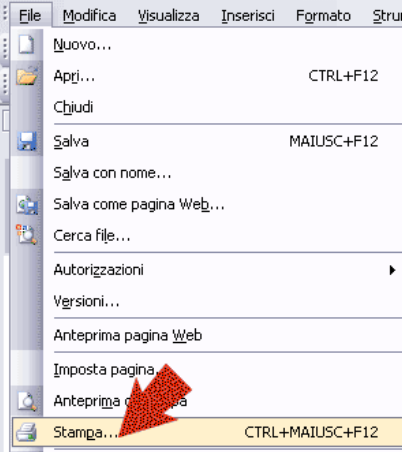 File Modifica Visualizza Inserisci Formato
Nuovo...
Apri... CTRL+F12
Chiudi
Salva MAIUSC+F12
Salva con nome...
Salva come pagina Web...
Cerca file...
Autorizzazioni
Versioni...
Anteprima pagina Web
Imposta pagina...
Anteprima
Stampa... CTRL+MAIUSC+F12